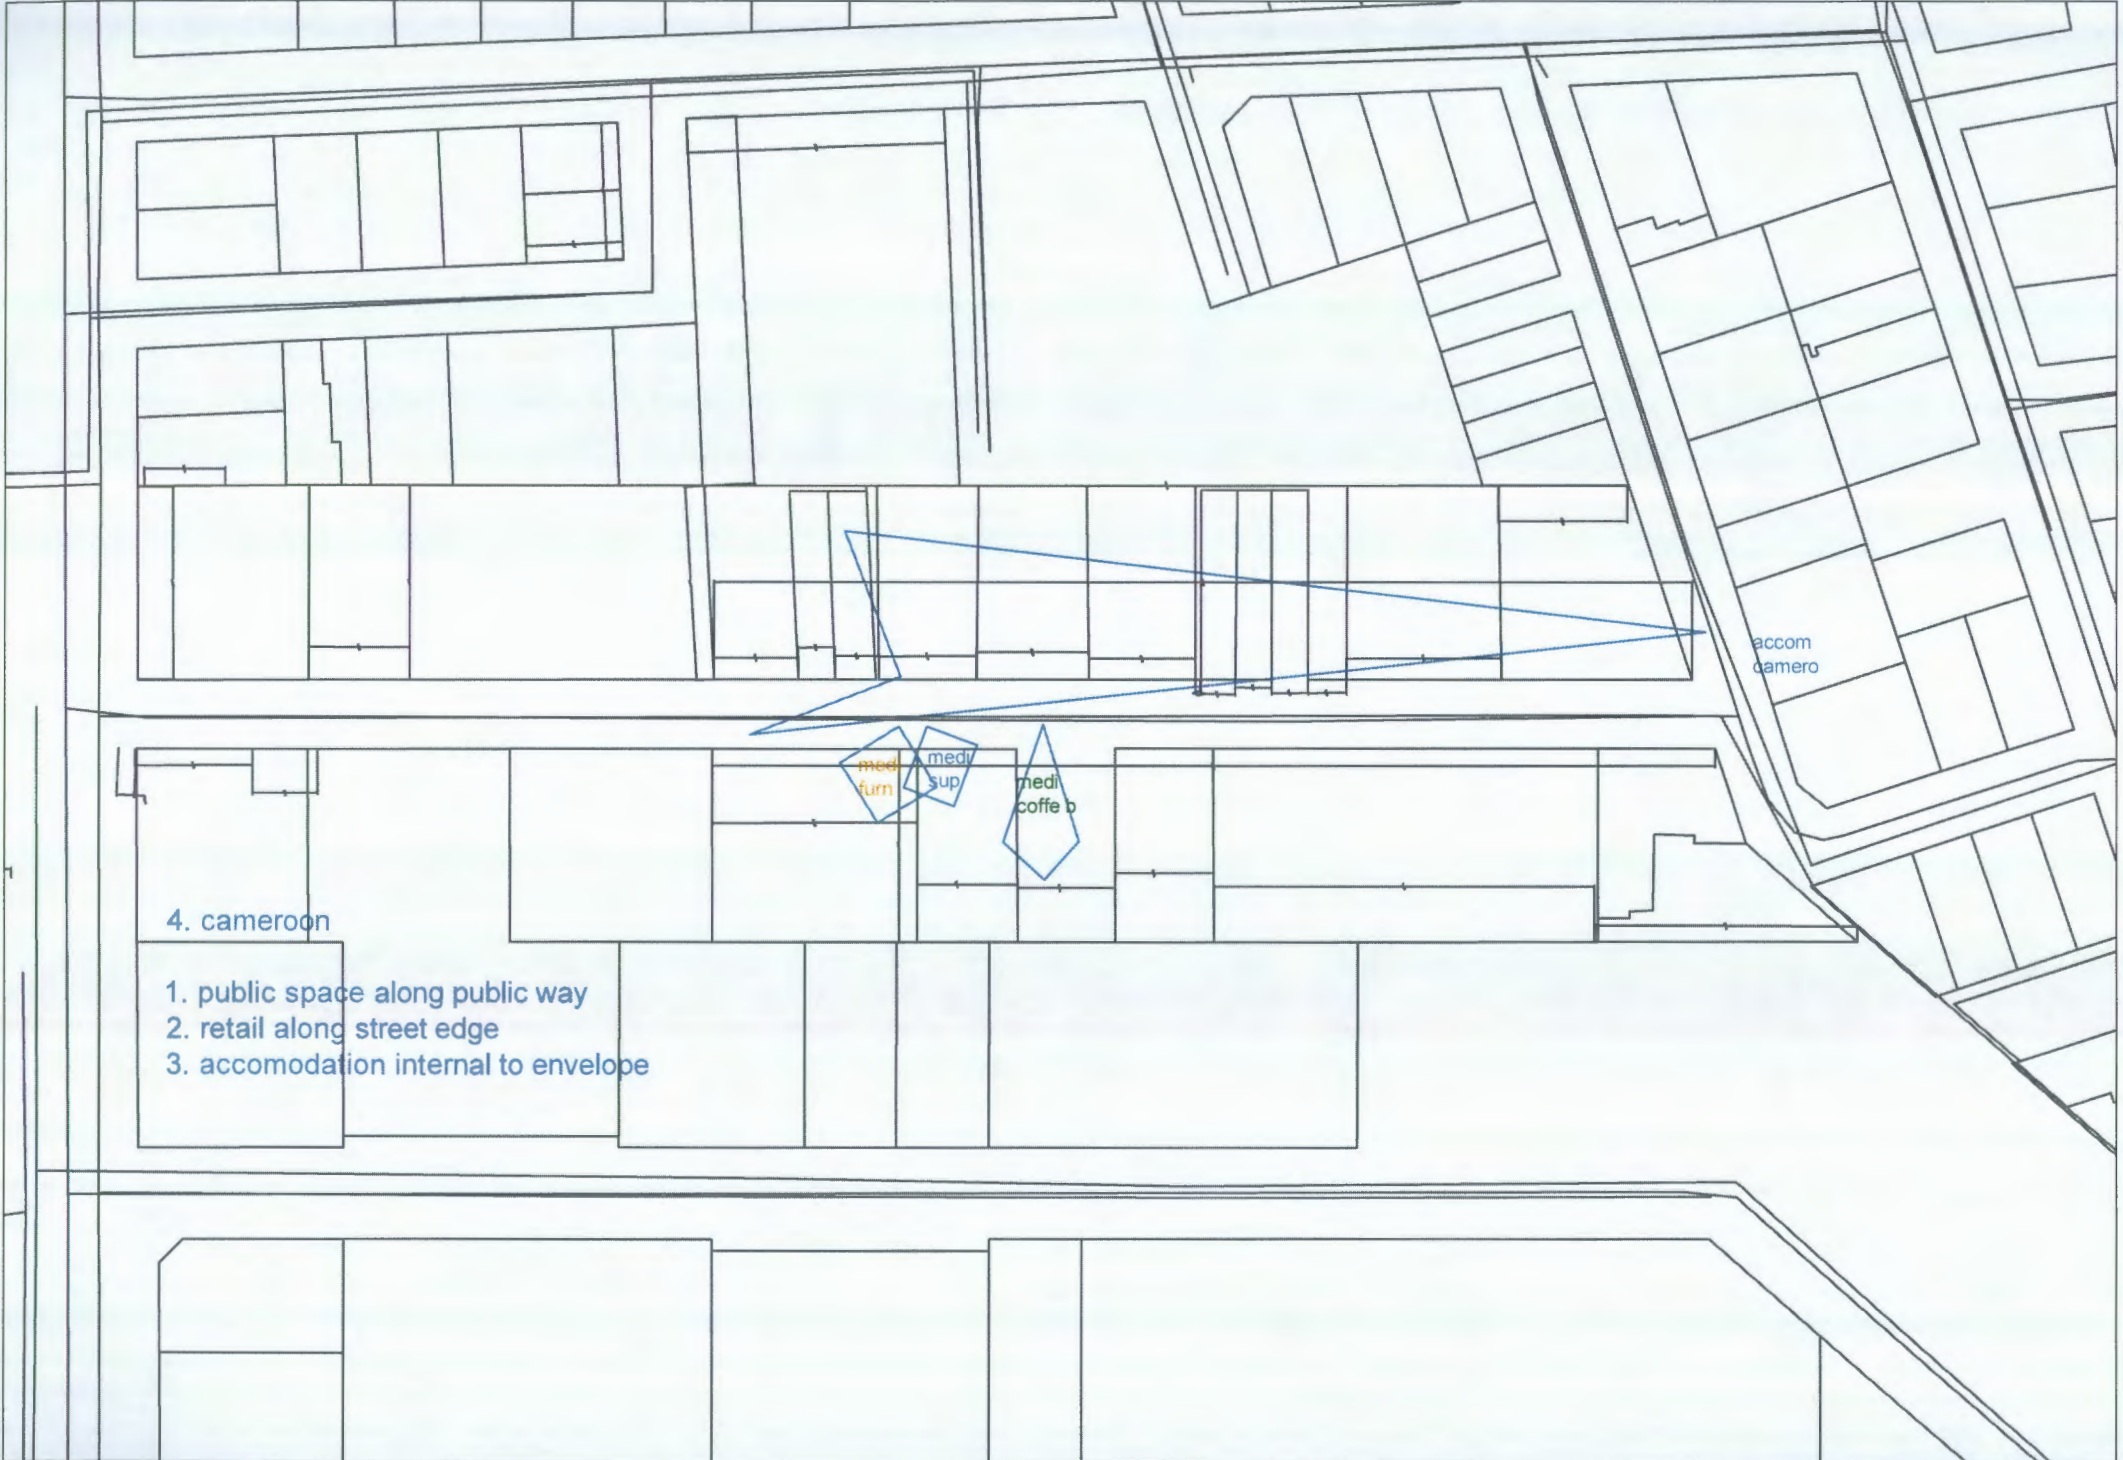 accom
camero
med
furn
medi
sup
medi
coffe b
4. cameroon
1. public space along public way
2. retail along street edge
3. accomodation internal to envelope